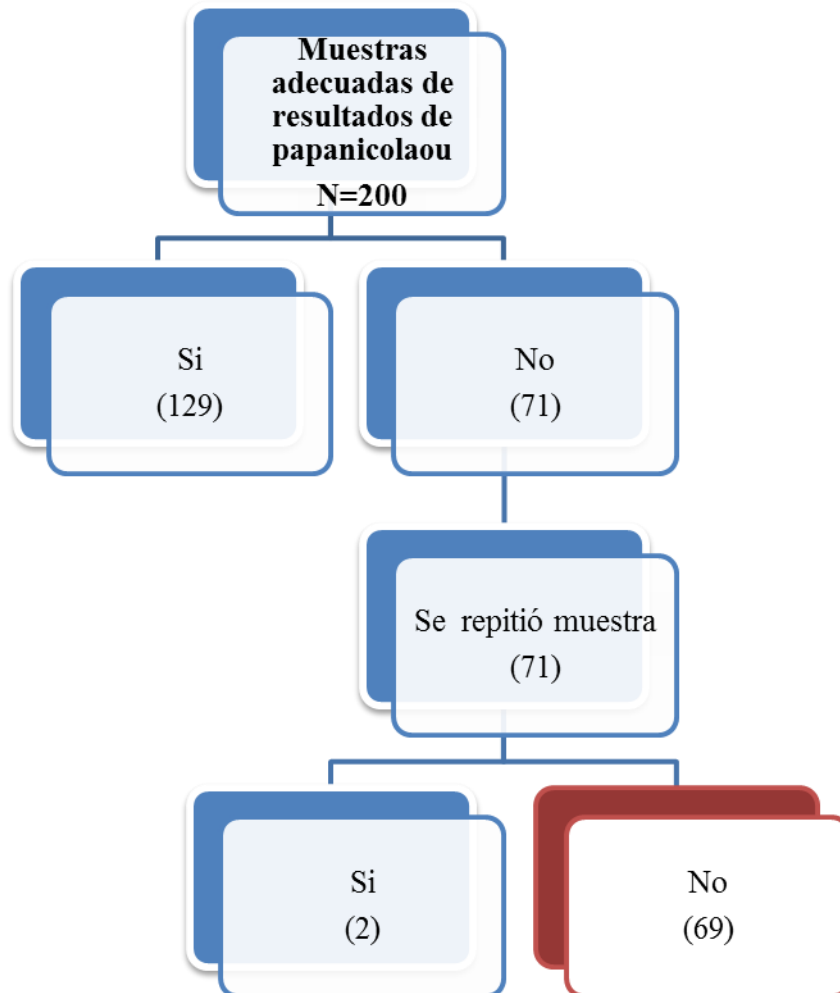 Muestras
adecuadas de
resultados de
papanicolaou
N=200
Si
(129)
No
(71)
Se repitió muestra
(71)
Si
(2)
No
(69)